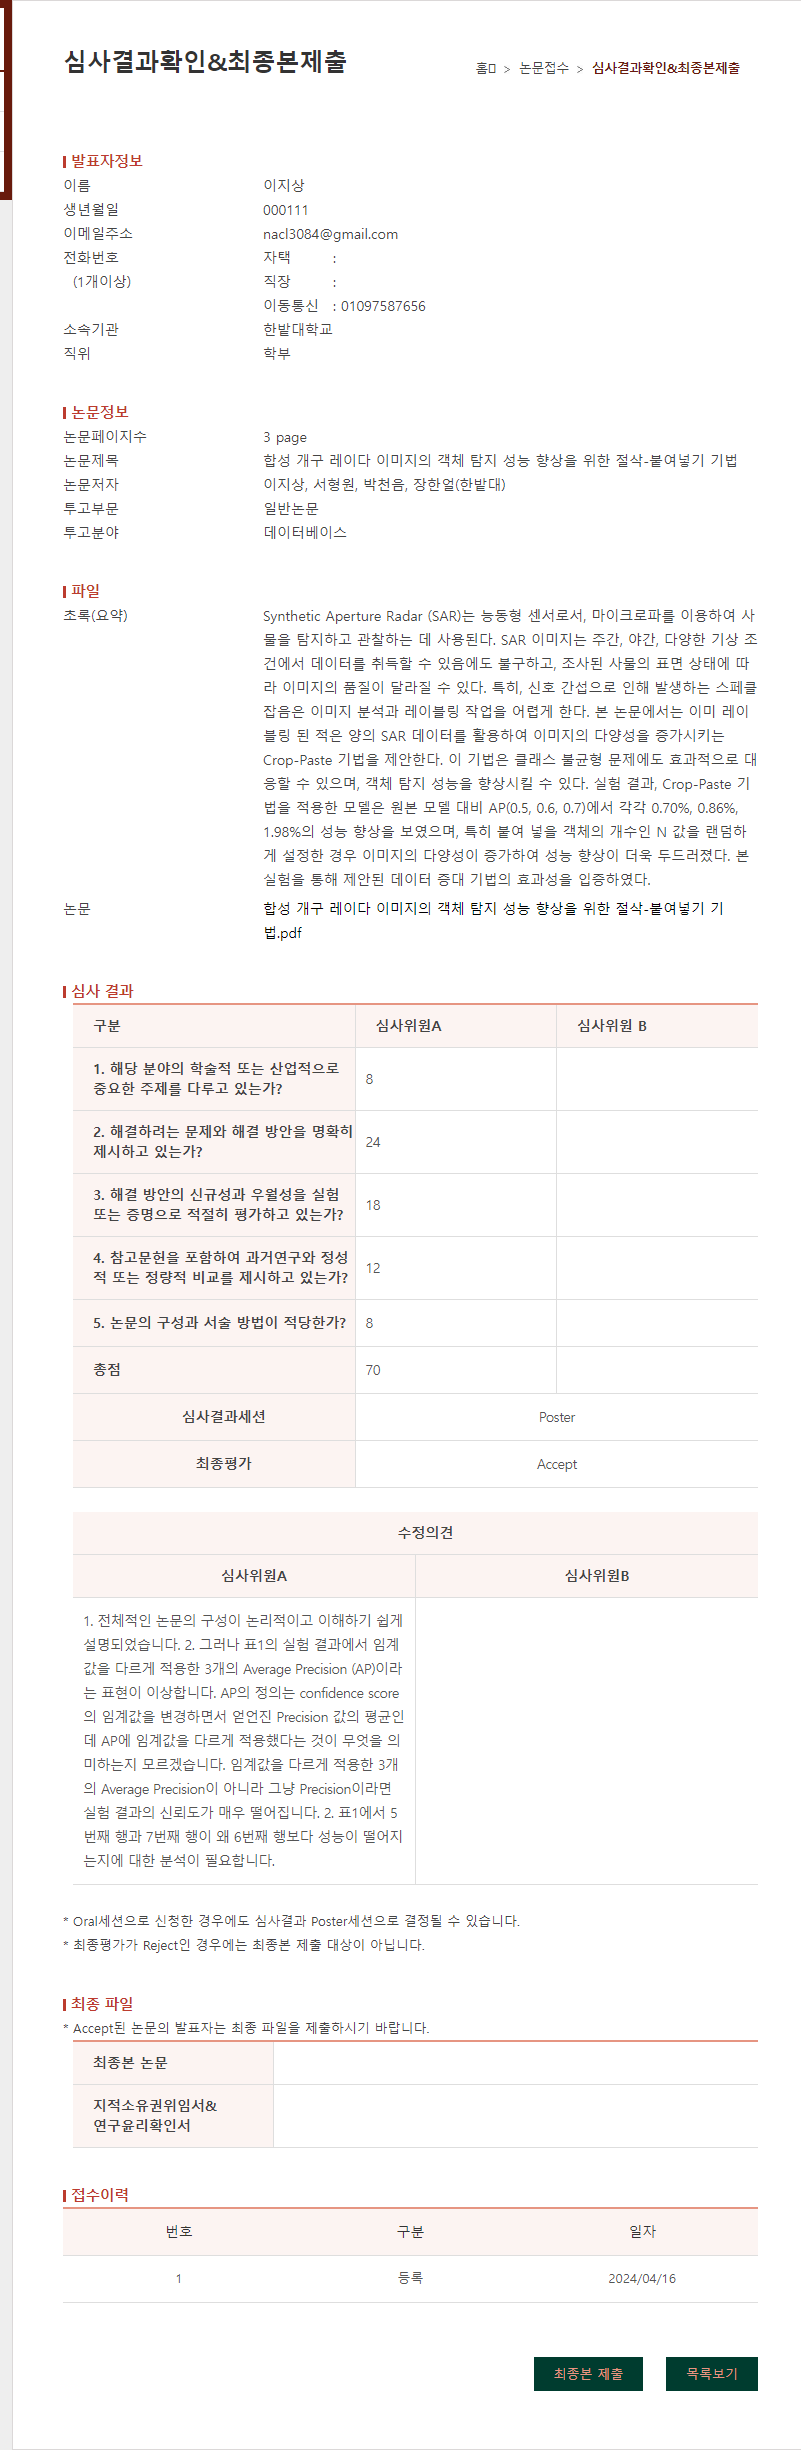 심사결과확인&최종본제출
홈 > 논문접수 > 심사결과확인&최종본제출
발표자정보
이름 이지상
생년월일 000111
이메일주소 nacl3084@gmail.com
전화번호 자택 :
(1개이상) 직장 :
이동통신 : 01097587656
소속기관 한밭대학교
직위 학부
논문정보
논문페이지수 3 page
논문제목 합성 개구 레이다 이미지의 객체 탐지 성능 향상을 위한 절삭-붙여넣기 기법
논문저자 이지상, 서형원, 박천음, 장한얼(한밭대)
투고부문 일반논문
투고분야 데이터베이스
파일
초록(요약) Synthetic Aperture Radar (SAR)는 능동형 센서로서, 마이크로파를 이용하여 사
물을 탐지하고 관찰하는 데 사용된다. SAR 이미지는 주간, 야간, 다양한 기상 조
건에서 데이터를 취득할 수 있음에도 불구하고, 조사된 사물의 표면 상태에 따
라 이미지의 품질이 달라질 수 있다. 특히, 신호 간섭으로 인해 발생하는 스페클
잡음은 이미지 분석과 레이블링 작업을 어렵게 한다. 본 논문에서는 이미 레이
블링 된 적은 양의 SAR 데이터를 활용하여 이미지의 다양성을 증가시키는
Crop-Paste 기법을 제안한다. 이 기법은 클래스 불균형 문제에도 효과적으로 대
응할 수 있으며, 객체 탐지 성능을 향상시킬 수 있다. 실험 결과, Crop-Paste 기
법을 적용한 모델은 원본 모델 대비 AP(0.5, 0.6, 0.7)에서 각각 0.70%, 0.86%,
1.98%의 성능 향상을 보였으며, 특히 붙여 넣을 객체의 개수인 N 값을 랜덤하
게 설정한 경우 이미지의 다양성이 증가하여 성능 향상이 더욱 두드러졌다. 본
실험을 통해 제안된 데이터 증대 기법의 효과성을 입증하였다.
논문 합성 개구 레이다 이미지의 객체 탐지 성능 향상을 위한 절삭-붙여넣기 기
법.pdf
심사 결과
구분 심사위원A 심사위원 B
1. 해당 분야의 학술적 또는 산업적으로
중요한 주제를 다루고 있는가? 8
2. 해결하려는 문제와 해결 방안을 명확히
제시하고 있는가? 24
3. 해결 방안의 신규성과 우월성을 실험
또는 증명으로 적절히 평가하고 있는가? 18
4. 참고문헌을 포함하여 과거연구와 정성
적 또는 정량적 비교를 제시하고 있는가? 12
5. 논문의 구성과 서술 방법이 적당한가? 8
총점 70
심사결과세션 Poster
최종평가 Accept
수정의견
심사위원A 심사위원B
1. 전체적인 논문의 구성이 논리적이고 이해하기 쉽게
설명되었습니다. 2. 그러나 표1의 실험 결과에서 임계
값을 다르게 적용한 3개의 Average Precision (AP)이라
는 표현이 이상합니다. AP의 정의는 confidence score
의 임계값을 변경하면서 얻언진 Precision 값의 평균인
데 AP에 임계값을 다르게 적용했다는 것이 무엇을 의
미하는지 모르겠습니다. 임계값을 다르게 적용한 3개
의 Average Precision이 아니라 그냥 Precision이라면
실험 결과의 신뢰도가 매우 떨어집니다. 2. 표1에서 5
번째 행과 7번째 행이 왜 6번째 행보다 성능이 떨어지
는지에 대한 분석이 필요합니다.
* Oral세션으로 신청한 경우에도 심사결과 Poster세션으로 결정될 수 있습니다.
* 최종평가가 Reject인 경우에는 최종본 제출 대상이 아닙니다.
최종 파일
* Accept된 논문의 발표자는 최종 파일을 제출하시기 바랍니다.
최종본 논문
지적소유권위임서&
연구윤리확인서
접수이력
번호 구분 일자
1 등록 2024/04/16
최종본 제출 목록보기